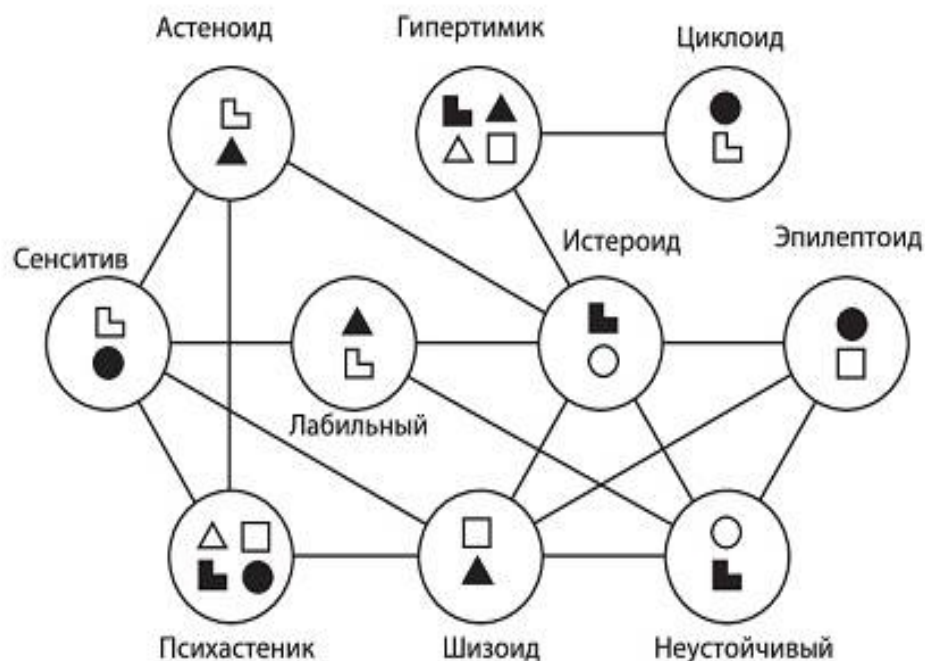 Астеноид
Гипертимик
Циклоид
Сенситив
Истероид
Эпилептоид
Лабильный
Психастеник
Шизоид
Неустойчивый